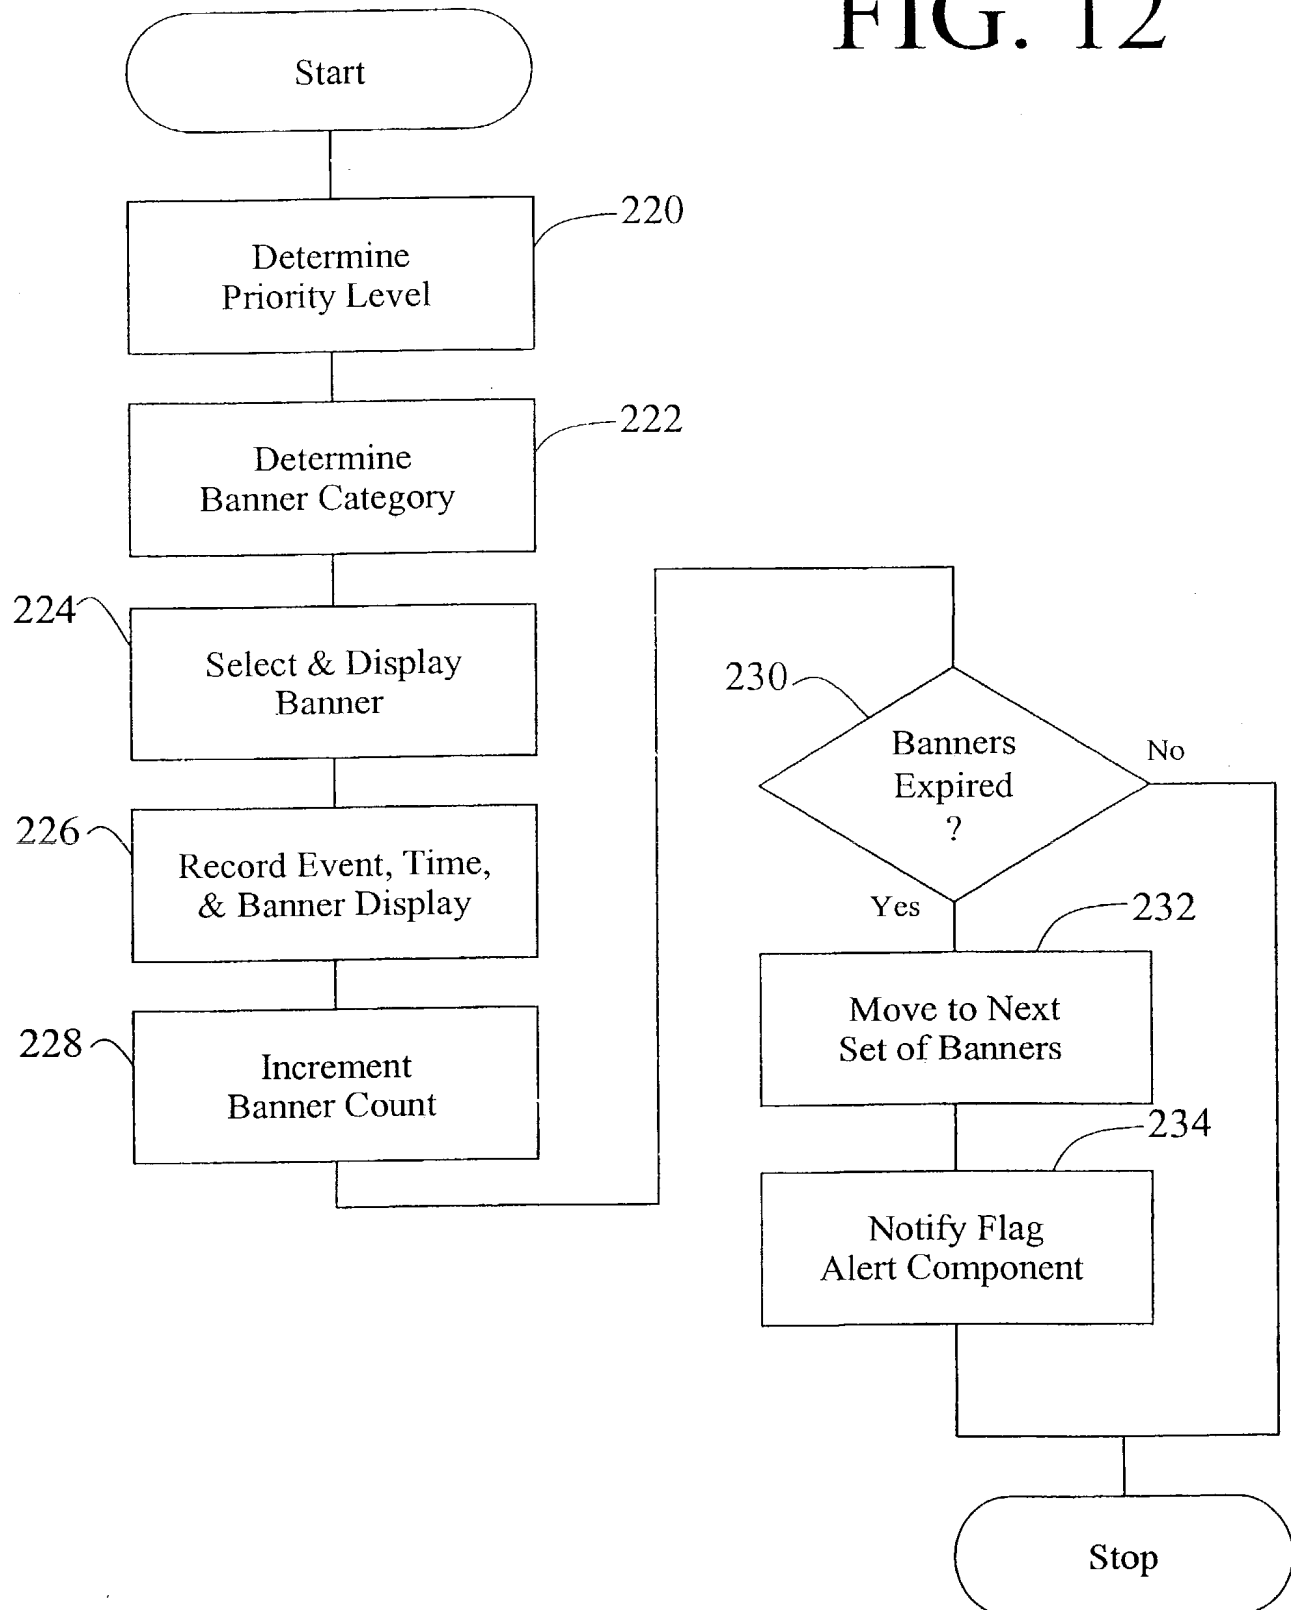 FIG. 12
Start
220
Determine
Priority Level
222
Determine
Banner Category
224
Select & Display
Banner
226
Record Event, Time,
& Banner Display
228
Increment
Banner Count
230
Banners
Expired
?
No
Yes
232
Move to Next
Set of Banners
234
Notify Flag
Alert Component
Stop